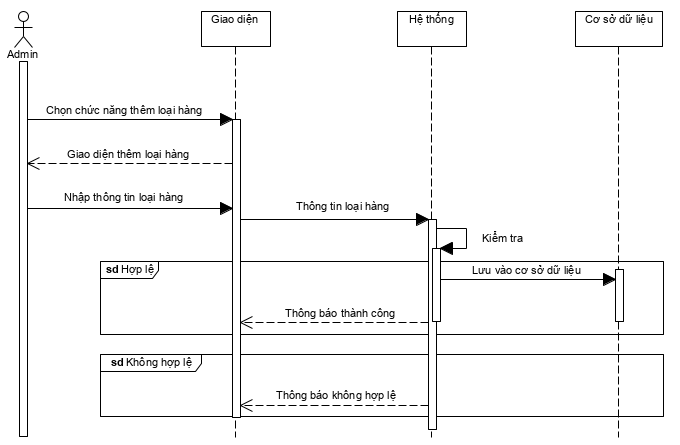 Giao diện
Hệ thống
Cơ sở dữ liệu
Admin
Chọn chức năng thêm loại hàng
Giao diện thêm loại hàng
Nhập thông tin loại hàng
Thông tin loại hàng
Kiểm tra
sd Hợp lệ
Lưu vào cơ sở dữ liệu
Thông báo thành công
sd Không hợp lệ
Thông báo không hợp lệ